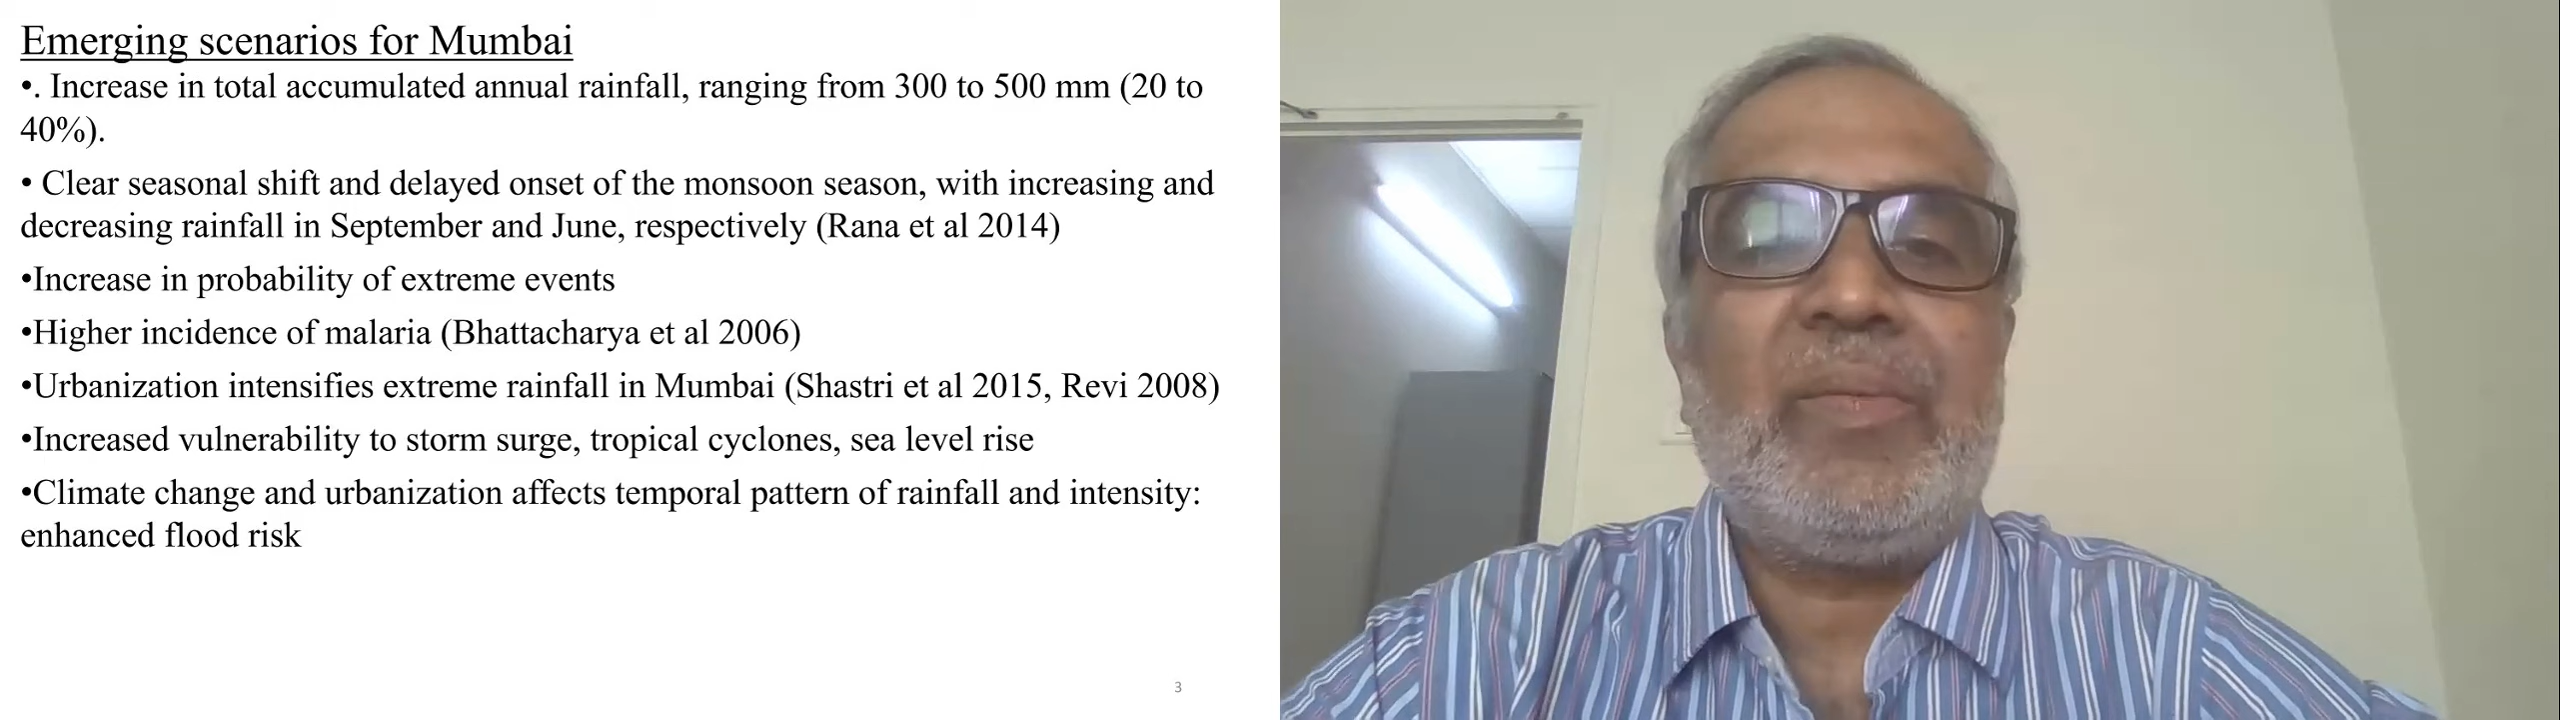 Emerging scenarios for Mumbai
•. Increase in total accumulated annual rainfall, ranging from 300 to 500 mm (20 to
40%).
• Clear seasonal shift and delayed onset of the monsoon season, with increasing and
decreasing rainfall in September and June, respectively (Rana et al 2014)
•Increase in probability of extreme events
•Higher incidence of malaria (Bhattacharya et al 2006)
•Urbanization intensifies extreme rainfall in Mumbai (Shastri et al 2015, Revi 2008)
•Increased vulnerability to storm surge, tropical cyclones, sea level rise
•Climate change and urbanization affects temporal pattern of rainfall and intensity:
enhanced flood risk
3